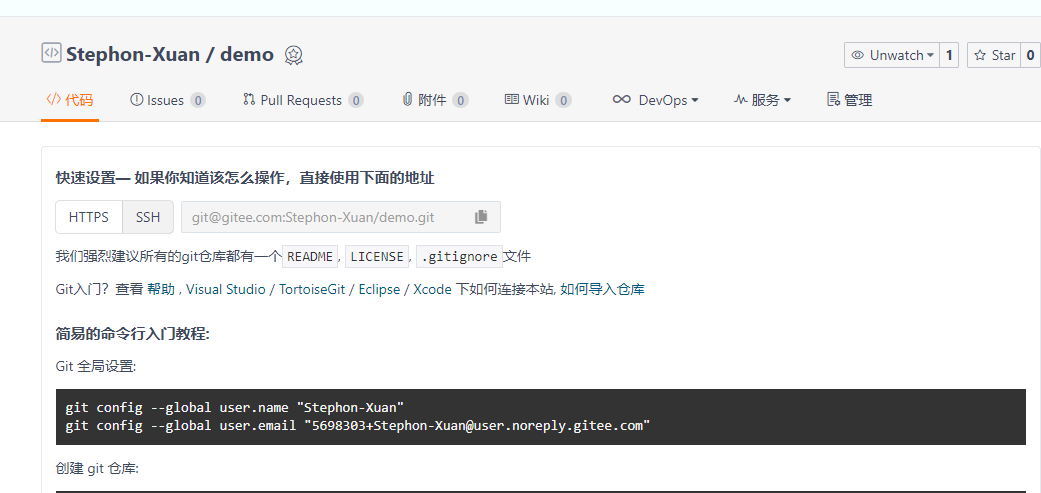 Stephon-Xuan / demo
Unwatch 1 Star 0
代码 Issues 0 Pull Requests 0 附件 0 Wiki 0 DevOps 服务 管理
快速设置— 如果你知道该怎么操作，直接使用下面的地址
HTTPS SSH git@gitee.com:Stephon-Xuan/demo.git
我们强烈建议所有的git仓库都有一个 README, LICENSE, .gitignore 文件
Git入门？查看 帮助 , Visual Studio / TortoiseGit / Eclipse / Xcode 下如何连接本站, 如何导入仓库
简易的命令行入门教程:
Git 全局设置:
git config --global user.name "Stephon-Xuan"
git config --global user.email "5698303+Stephon-Xuan@user.noreply.gitee.com"
创建 git 仓库: